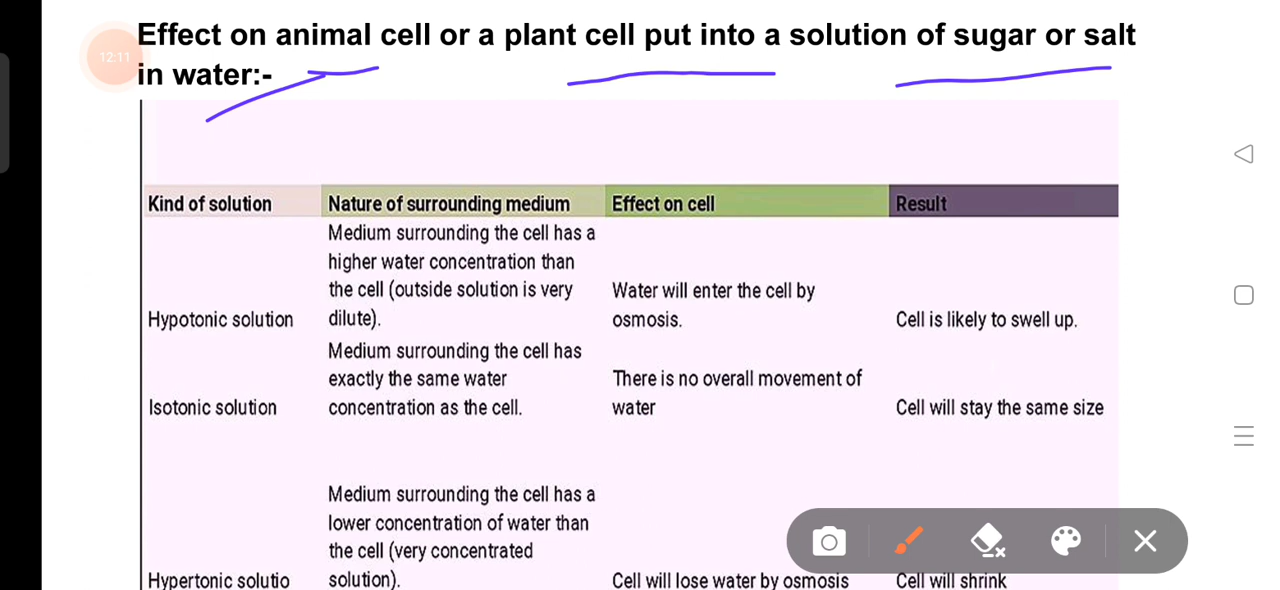 Effect on animal cell or a plant cell put into a solution of sugar or salt
in water:-
12:11
Kind of solution Nature of surrounding medium Effect on cell Result
Medium surrounding the cell has a
higher water concentration than
the cell (outside solution is very
dilute).
Hypotonic solution
Water will enter the cell by
osmosis.
Cell is likely to swell up.
Medium surrounding the cell has
exactly the same water
concentration as the cell.
Isotonic solution
There is no overall movement of
water
Cell will stay the same size
Medium surrounding the cell has a
lower concentration of water than
the cell (very concentrated
solution).
Hypertonic solutio
Cell will lose water by osmosis
Cell will shrink